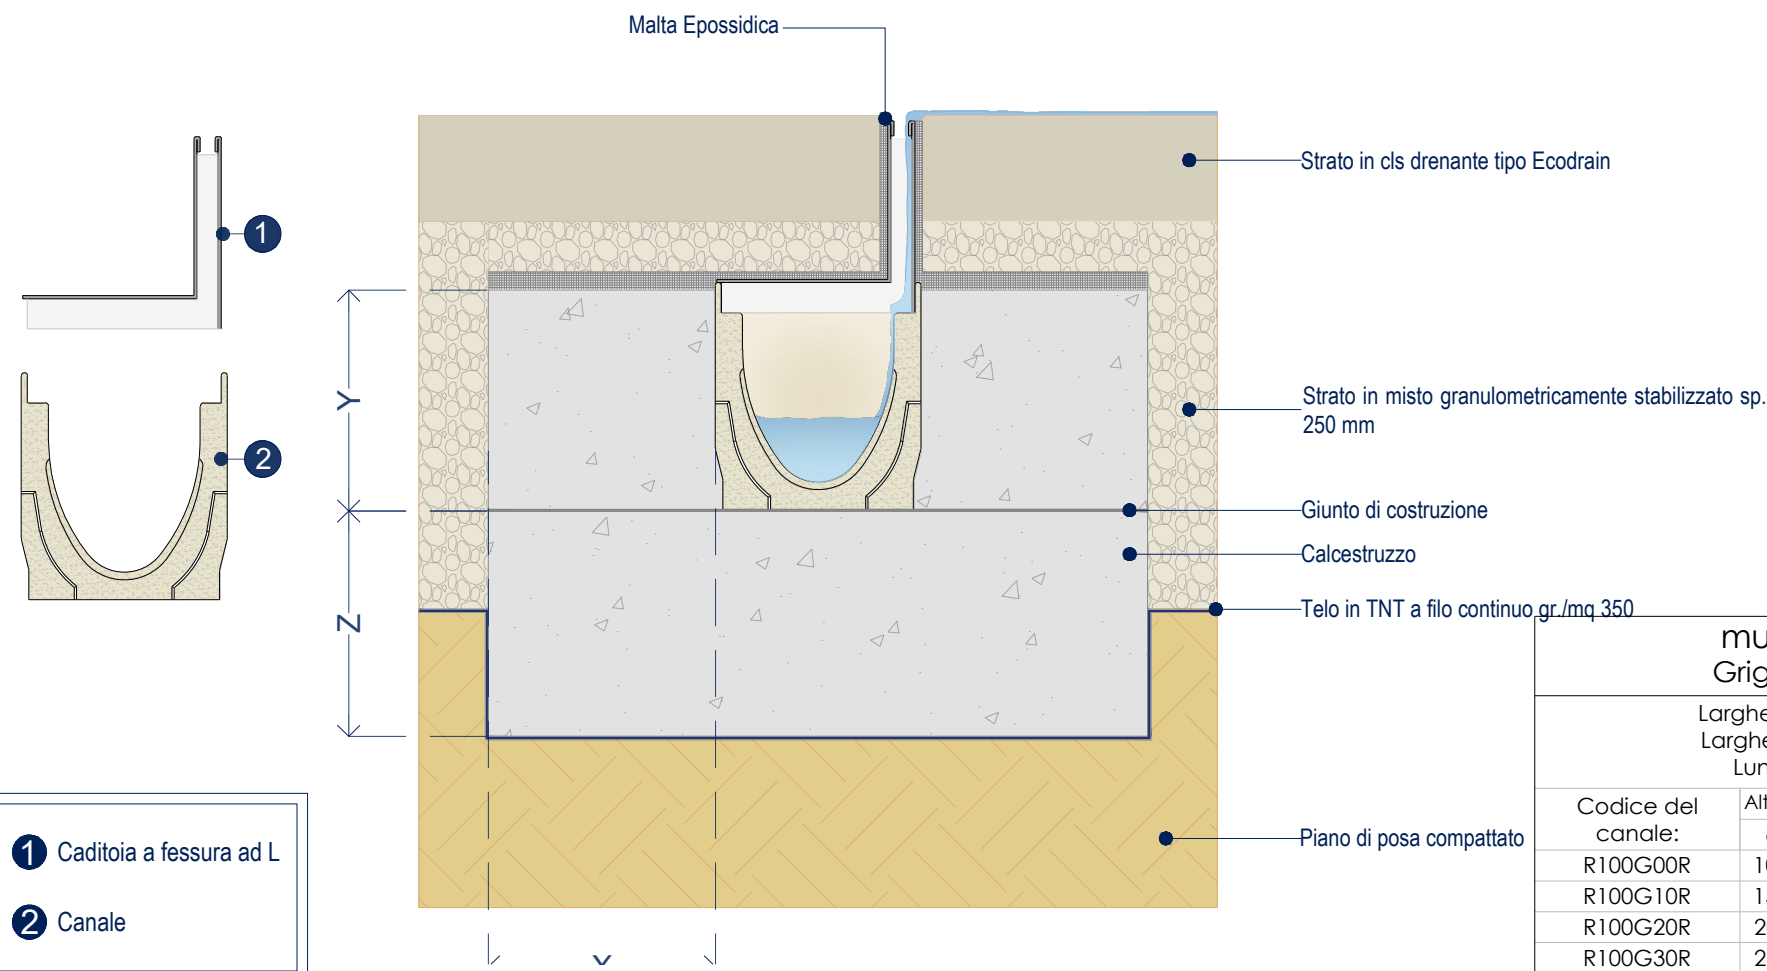 Malta Epossidica
Strato in cls drenante tipo Ecodrain
1
Strato in misto granulometricamente stabilizzato sp.
250 mm
2
Y
Giunto di costruzione
Calcestruzzo
Z
Telo in TNT a filo continuo gr./mq 350
Piano di posa compattato
X
1 Caditoia a fessura ad L
2 Canale
Codice del
canale:
R100G00R
R100G10R
R100G20R
R100G30R